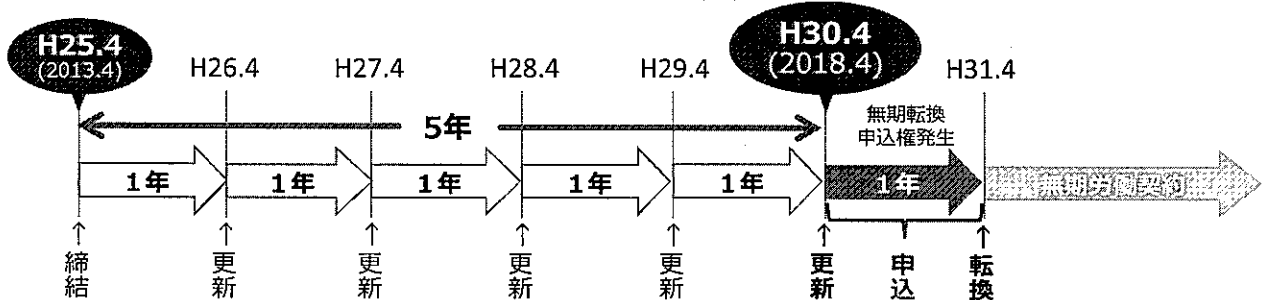 H25.4
(2013.4)
H26.4
H27.4
H28.4
H29.4
H30.4
(2018.4)
H31.4
5年
無期転換
申込権発生
1年
1年
1年
1年
1年
1年
無期労働契約
↑締結
↑更新
↑更新
↑更新
↑更新
↑更新
申込
↑転換